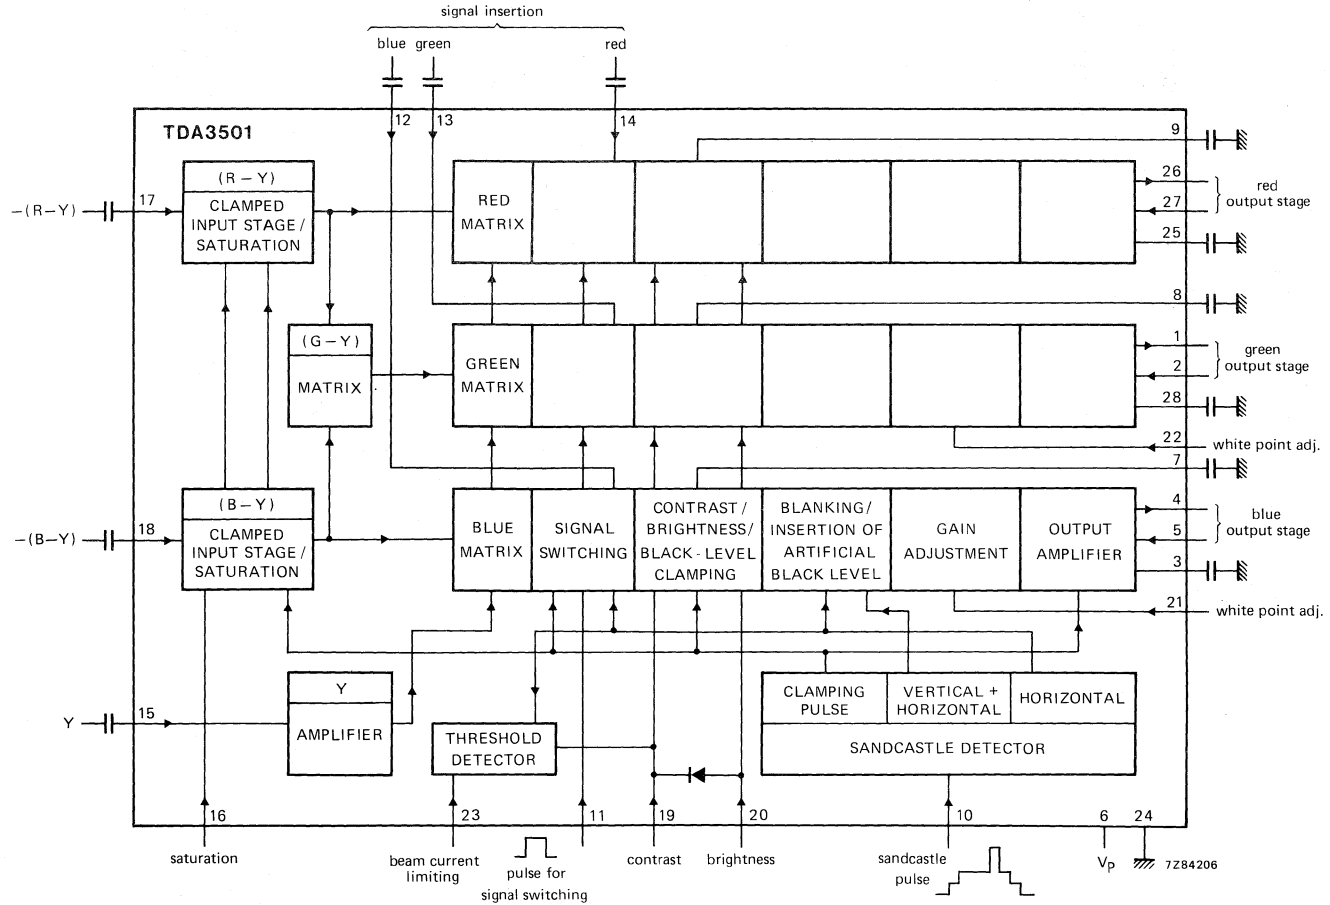 signal insertion
blue green red
12 13 14
TDA3501
9
(R – Y)
CLAMPED
INPUT STAGE /
SATURATION
–(R–Y)
17
RED
MATRIX
26
27
25
red
output stage
8
(G – Y)
MATRIX
GREEN
MATRIX
1
2
28
green
output stage
22
white point adj.
7
(B – Y)
CLAMPED
INPUT STAGE /
SATURATION
–(B–Y)
18
BLUE
MATRIX
SIGNAL
SWITCHING
CONTRAST /
BRIGHTNESS/
BLACK - LEVEL
CLAMPING
BLANKING /
INSERTION OF
ARTIFICIAL
BLACK LEVEL
GAIN
ADJUSTMENT
OUTPUT
AMPLIFIER
4
5
3
blue
output stage
21
white point adj.
Y
AMPLIFIER
Y
15
THRESHOLD
DETECTOR
CLAMPING
PULSE
VERTICAL +
HORIZONTAL
HORIZONTAL
SANDCASTLE DETECTOR
16 23 11 19 20 10 6 24
saturation
beam current
limiting
pulse for
signal switching
contrast
brightness
sandcastle
pulse
VP
7Z84206